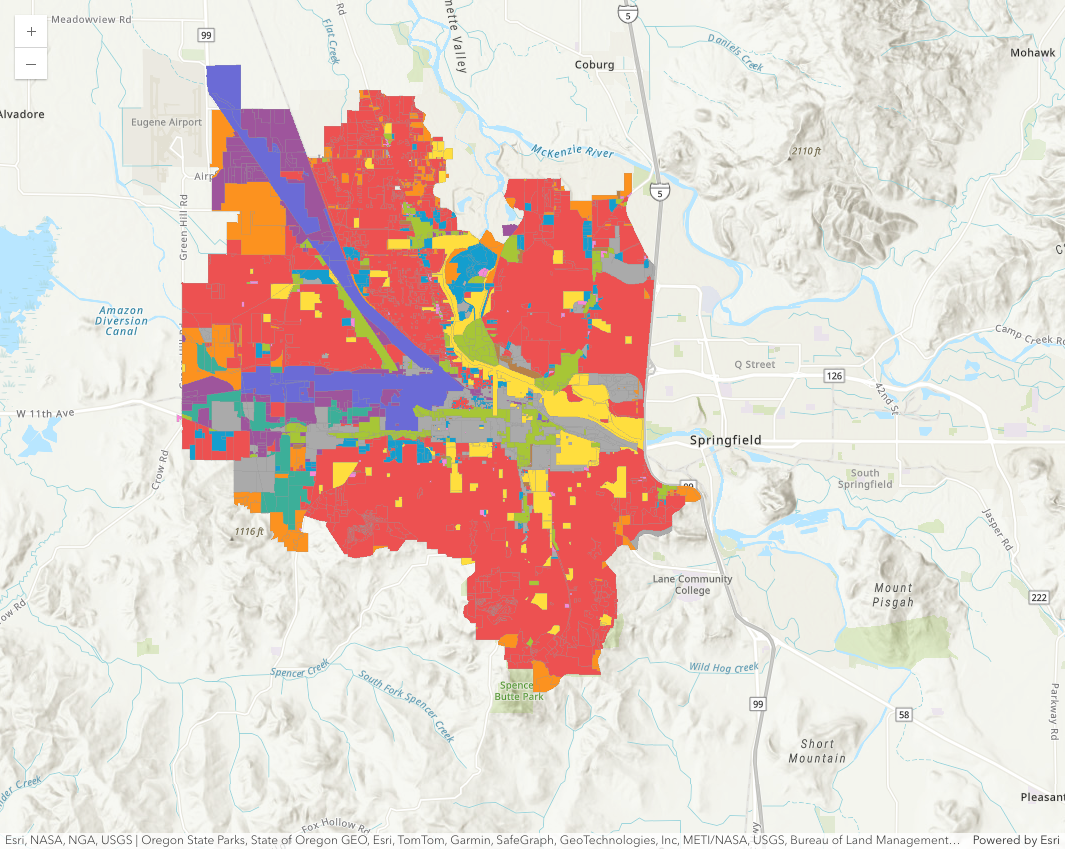 +
−
Meadowview Rd
99
Rd
Flat Creek
mette Valley
5
Coburg
Daniels Creek
Mohawk
Alvadore
Eugene Airport
McKenzie River
2110 ft
Airp
5
Green Hill Rd
Amazon
Diversion
Canal
Camp Creek Rd
Q Street
126
42nd St
W 11th Ave
Springfield
Crow Rd
South
Springfield
99
1116 ft
Jasper Rd
Lane Community
College
Mount
Pisgah
222
ow Rd
Spencer Creek
South Fork Spencer
Creek
Wild Hog Creek
Spence
Butte Park
99
58
Parkway Rd
Short
Mountain
nder Creek
Pleasant
Fox Hollow Rd
Esri, NASA, NGA, USGS | Oregon State Parks, State of Oregon GEO, Esri, TomTom, Garmin, SafeGraph, GeoTechnologies, Inc, METI/NASA, USGS, Bureau of Land Management…
Powered by Esri